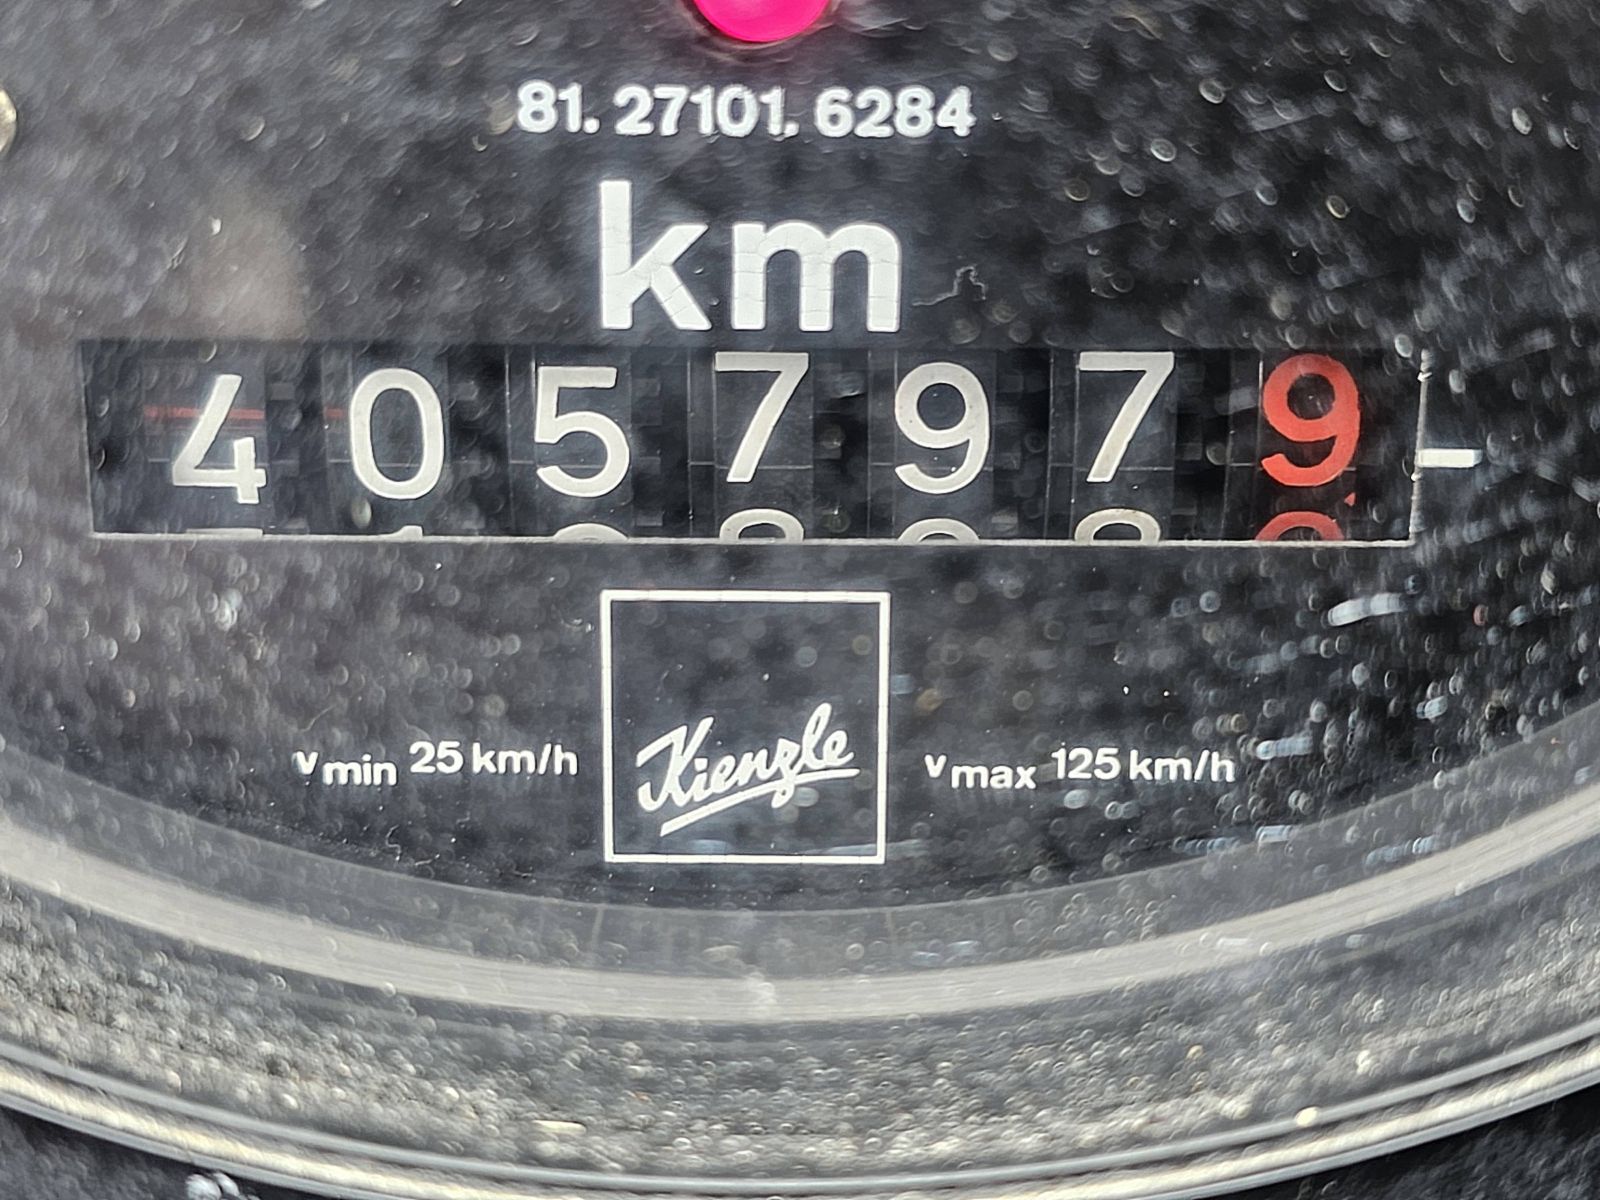 81. 27101. 6284
km
4057979
vmin 25 km/h
Kienzle
vmax 125 km/h